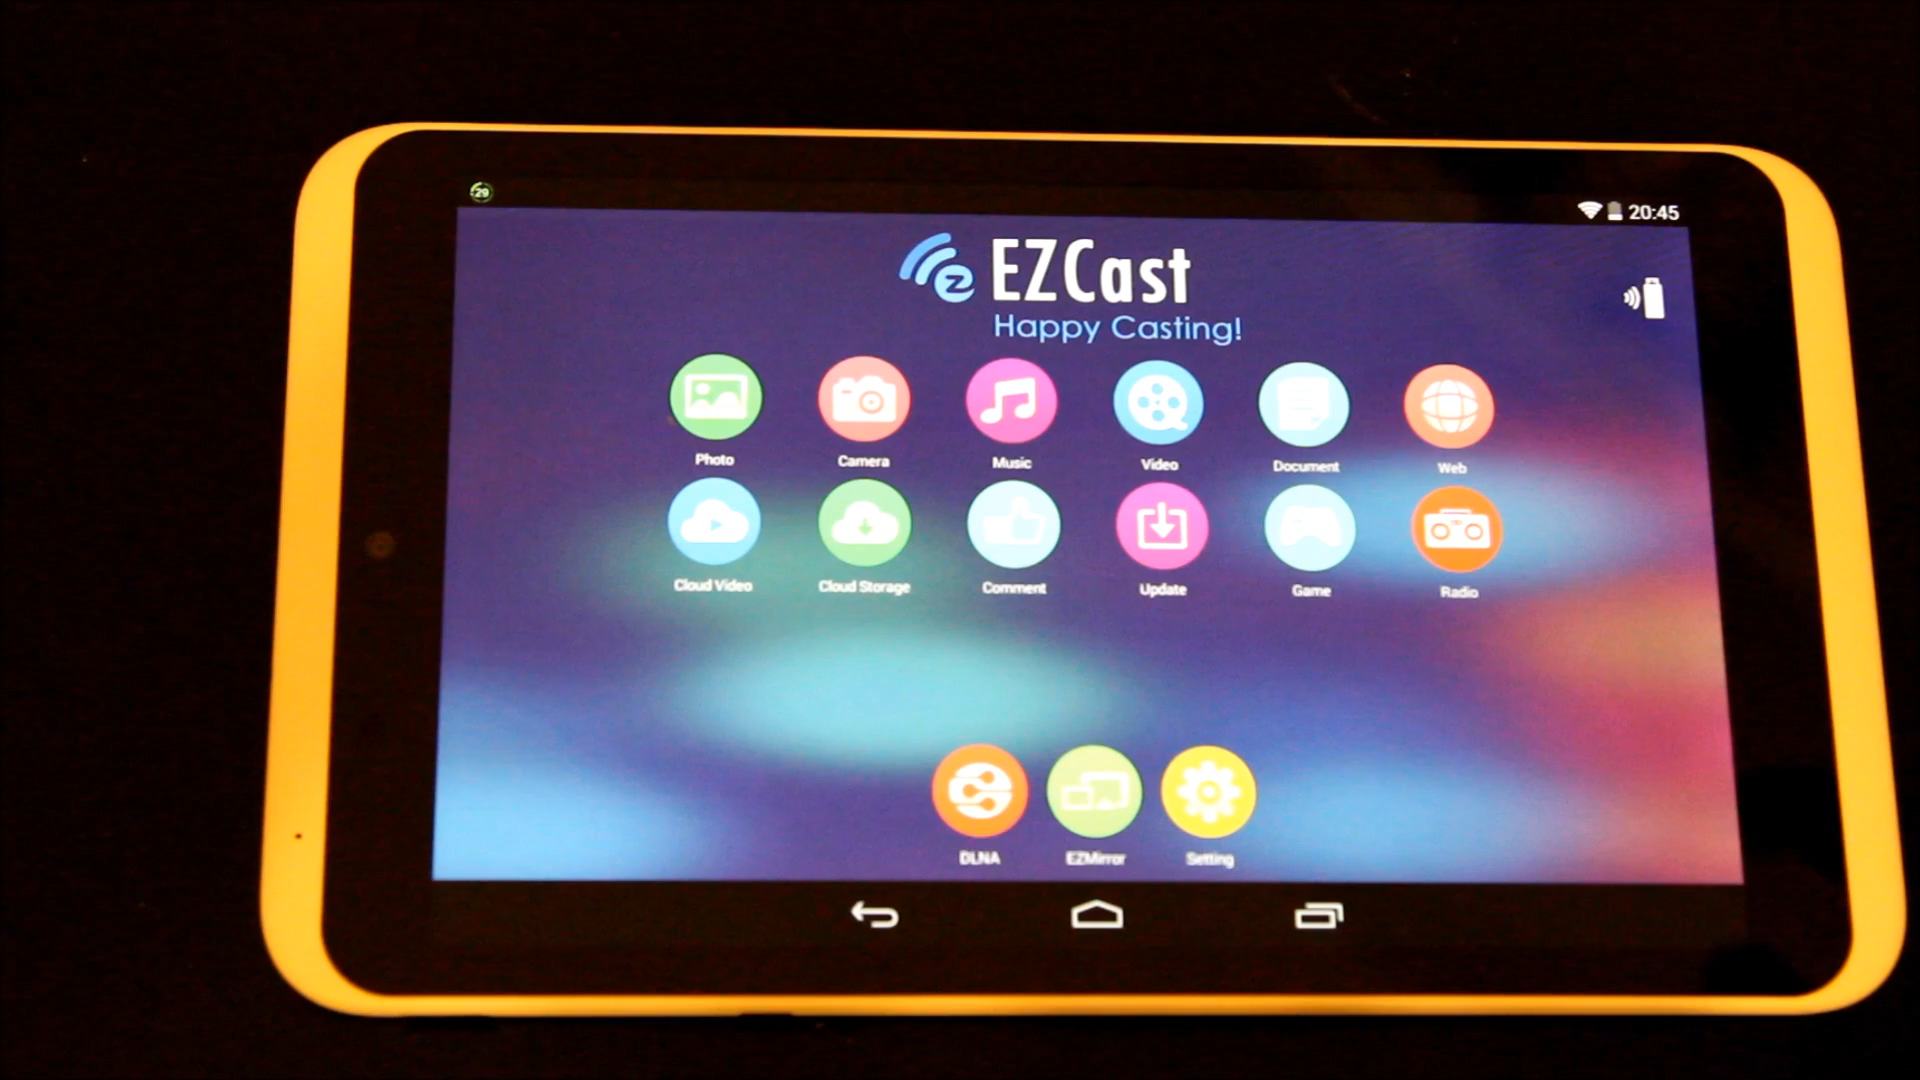 29
20:45
EZCast
Happy Casting!
Photo Camera Music Video Document Web
Cloud Video Cloud Storage Comment Update Game Radio
DLNA EZMirror Setting